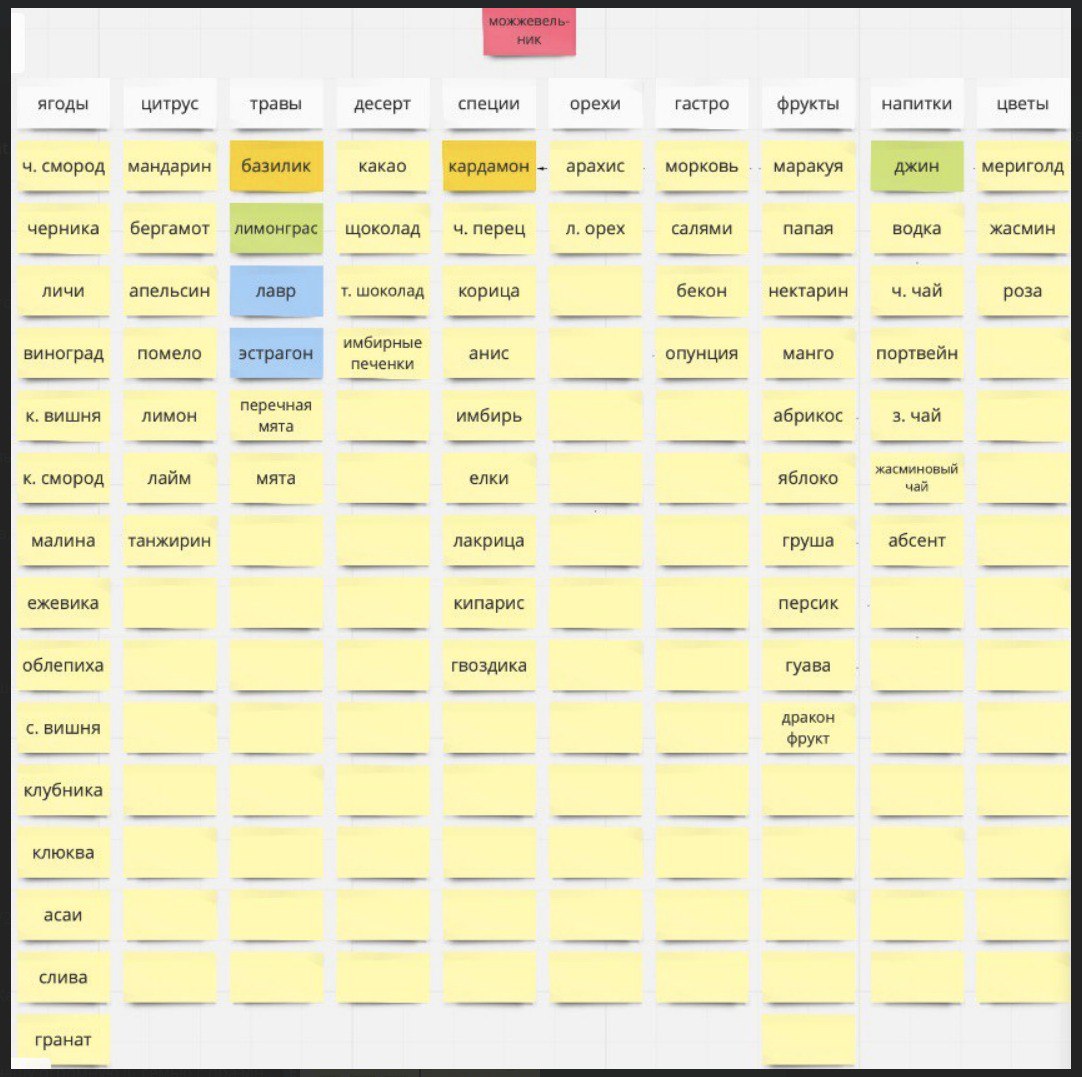 можжевель-
ник
ягоды цитрус травы десерт специи орехи гастро фрукты напитки цветы
ч. смород мандарин базилик какао кардамон арахис морковь маракуя джин мериголд
черника бергамот лимонграс щоколад ч. перец л. орех салями папая водка жасмин
личи апельсин лавр т. шоколад корица бекон нектарин ч. чай роза
виноград помело эстрагон имбирные печенки анис опунция манго портвейн
к. вишня лимон перечная мята имбирь абрикос з. чай
к. смород лайм мята елки яблоко жасминовый чай
малина танжирин лакрица груша абсент
ежевика кипарис персик
облепиха гвоздика гуава
с. вишня дракон фрукт
клубника
клюква
асаи
слива
гранат